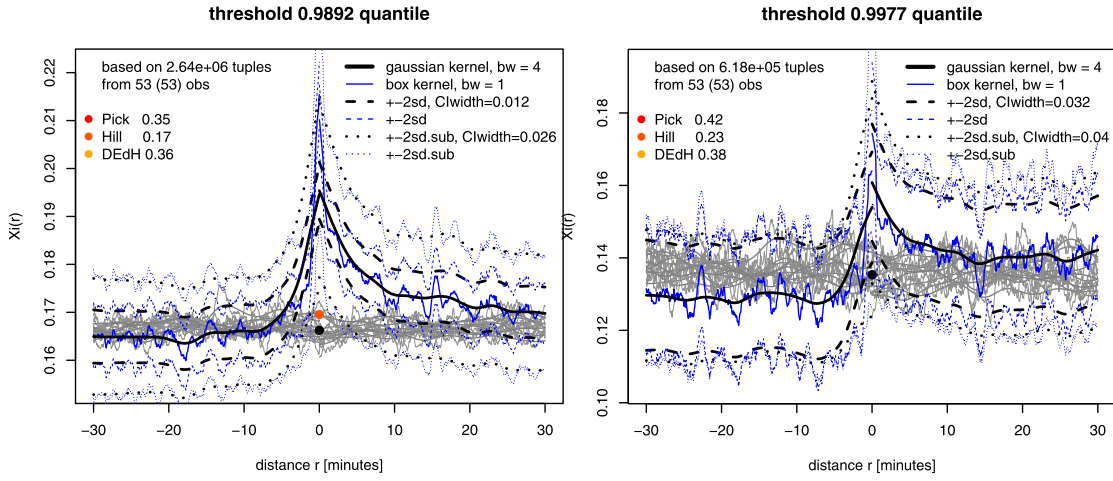 threshold 0.9892 quantile
based on 2.64e+06 tuples
from 53 (53) obs
Pick 0.35
Hill 0.17
DEdH 0.36
gaussian kernel, bw = 4
box kernel, bw = 1
+−2sd, CIwidth=0.012
+−2sd
+−2sd.sub, CIwidth=0.026
+−2sd.sub
Xi(r)
0.22
0.21
0.20
0.19
0.18
0.17
0.16
−30 −20 −10 0 10 20 30
distance r [minutes]
threshold 0.9977 quantile
based on 6.18e+05 tuples
from 53 (53) obs
Pick 0.42
Hill 0.23
DEdH 0.38
gaussian kernel, bw = 4
box kernel, bw = 1
+−2sd, CIwidth=0.032
+−2sd
+−2sd.sub, CIwidth=0.04
+−2sd.sub
Xi(r)
0.18
0.16
0.14
0.12
0.10
−30 −20 −10 0 10 20 30
distance r [minutes]